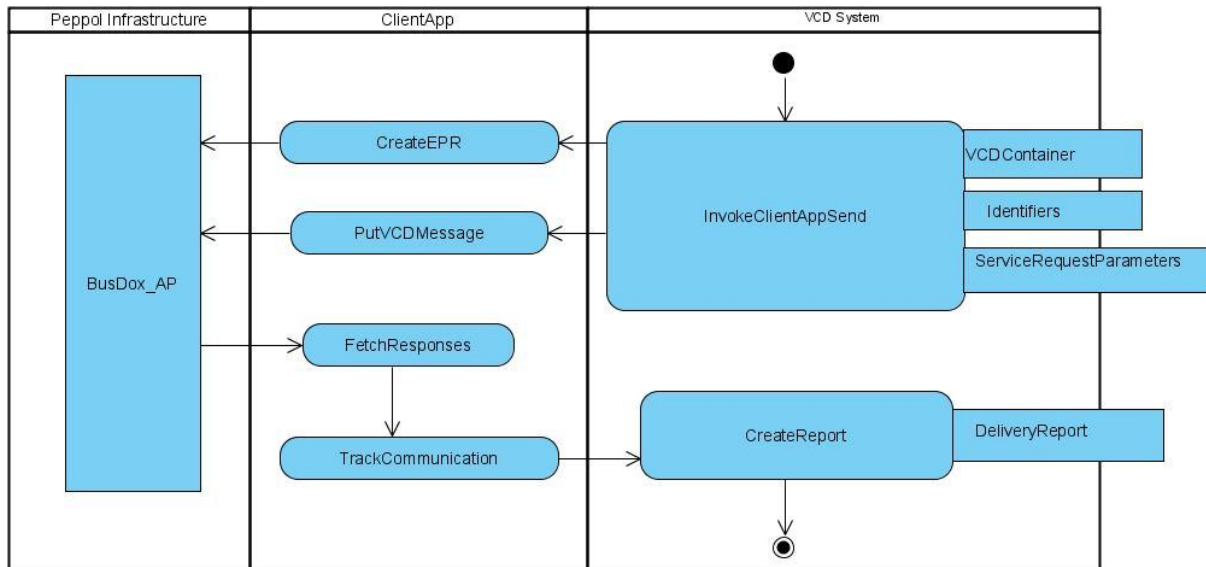 Peppol Infrastructure
ClientApp
VCD System
CreateEPR
VCDContainer
InvokeClientAppSend
Identifiers
PutVCDMessage
ServiceRequestParameters
BusDox_AP
FetchResponses
CreateReport
DeliveryReport
TrackCommunication